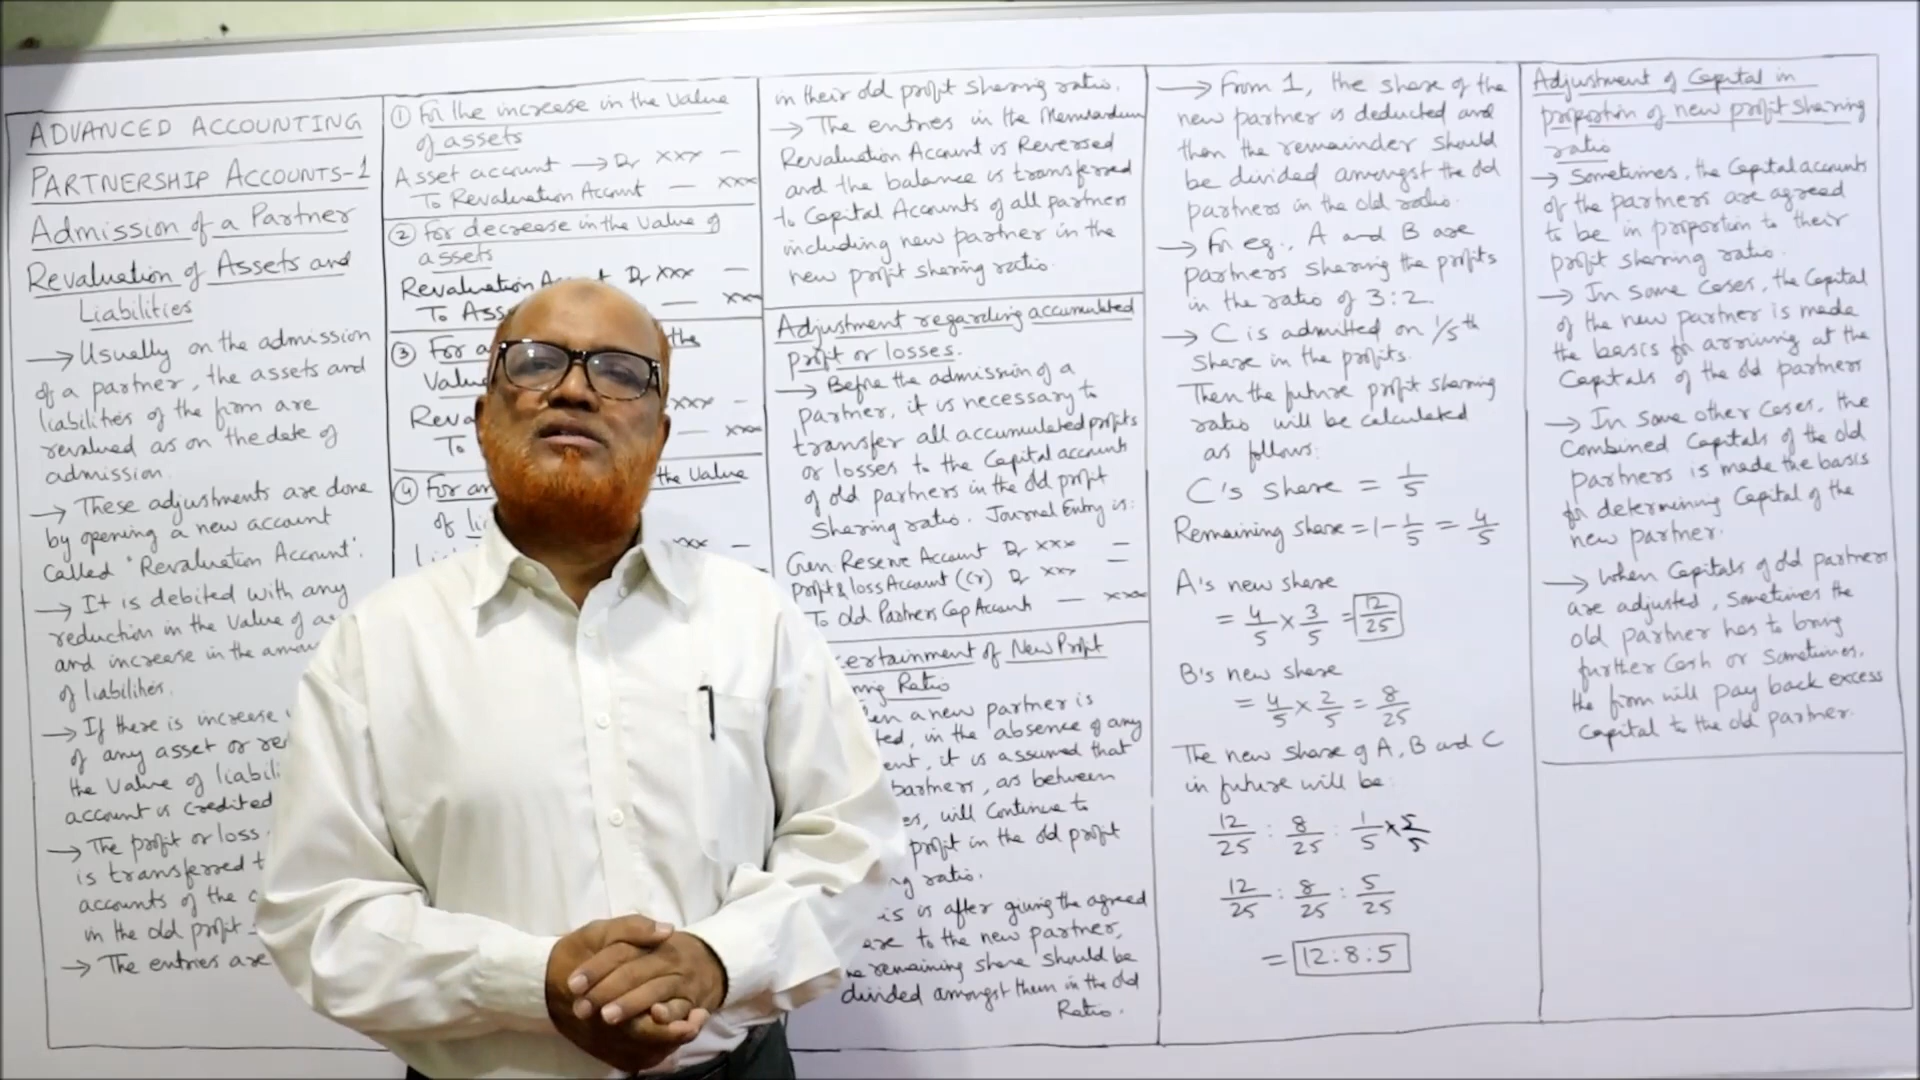 ADVANCED ACCOUNTING
PARTNERSHIP ACCOUNTS-1
Admission of a Partner
Revaluation of Assets and
Liabilities
→ Usually on the admission
of a partner, the assets and
liabilities of the firm are
revalued as on the date of
admission.
→ These adjustments are done
by opening a new account
called "Revaluation Account".
→ It is debited with any
reduction in the value of
and increase in the
of liabilities.
→ If there is increase
of any asset or
the value of
account is credited
→ The profit or loss
is transferred
accounts of the
in the old profit
→ The entries are
① For the increase in the value
of assets
Asset account → Dr xxx —
To Revaluation Account — xxx
② For decrease in the value of
assets
Revaluation Dr xxx —
To — xxx
③ For the
xxx —
To — xxx
④ For the value
of
xxx —
in their old profit sharing ratio.
→ The entries in the Memorandum
Revaluation Account is Reversed
and the balance is transferred
to Capital Accounts of all partners
including new partner in the
new profit sharing ratio.
Adjustment regarding accumulated
profit or losses.
→ Before the admission of a
partner, it is necessary to
transfer all accumulated profits
or losses to the Capital accounts
of old partners in the old profit
sharing ratio. Journal Entry is:
Gen. Reserve Account Dr xxx —
Profit & loss Account (Cr) Dr xxx —
To Old Partners Cap Account — xxx
of New Profit
Ratio
a new partner is
in the absence of any
it is assumed that
partners, as between
will continue to
profit in the old profit
ratio.
is after giving the agreed
to the new partner,
remaining share should be
divided amongst them in the old
Ratio.
→ From 1, the share of the
new partner is deducted and
then the remainder should
be divided amongst the old
partners in the old ratio.
→ For eg., A and B are
partners sharing the profits
in the ratio of 3:2.
→ C is admitted on 1/5th
share in the profits.
Then the future profit sharing
ratio will be calculated
as follows:
C's share = 1/5
Remaining share = 1 - 1/5 = 4/5
A's new share
= 4/5 × 3/5 = 12/25
B's new share
= 4/5 × 2/5 = 8/25
The new share of A, B and C
in future will be:
12/25 : 8/25 : 1/5 × 5/5
12/25 : 8/25 : 5/25
= 12:8:5
Adjustment of Capital in
proportion of new profit sharing
ratio
→ Sometimes, the Capital accounts
of the partners are agreed
to be in proportion to their
profit sharing ratio.
→ In some cases, the Capital
of the new partner is made
the basis for arriving at the
Capitals of the old partners
→ In some other cases, the
Combined Capitals of the old
partners is made the basis
for determining Capital of the
new partner.
→ When Capitals of old partners
are adjusted, sometimes the
old partner has to bring
further cash or sometimes,
the firm will pay back excess
capital to the old partner.